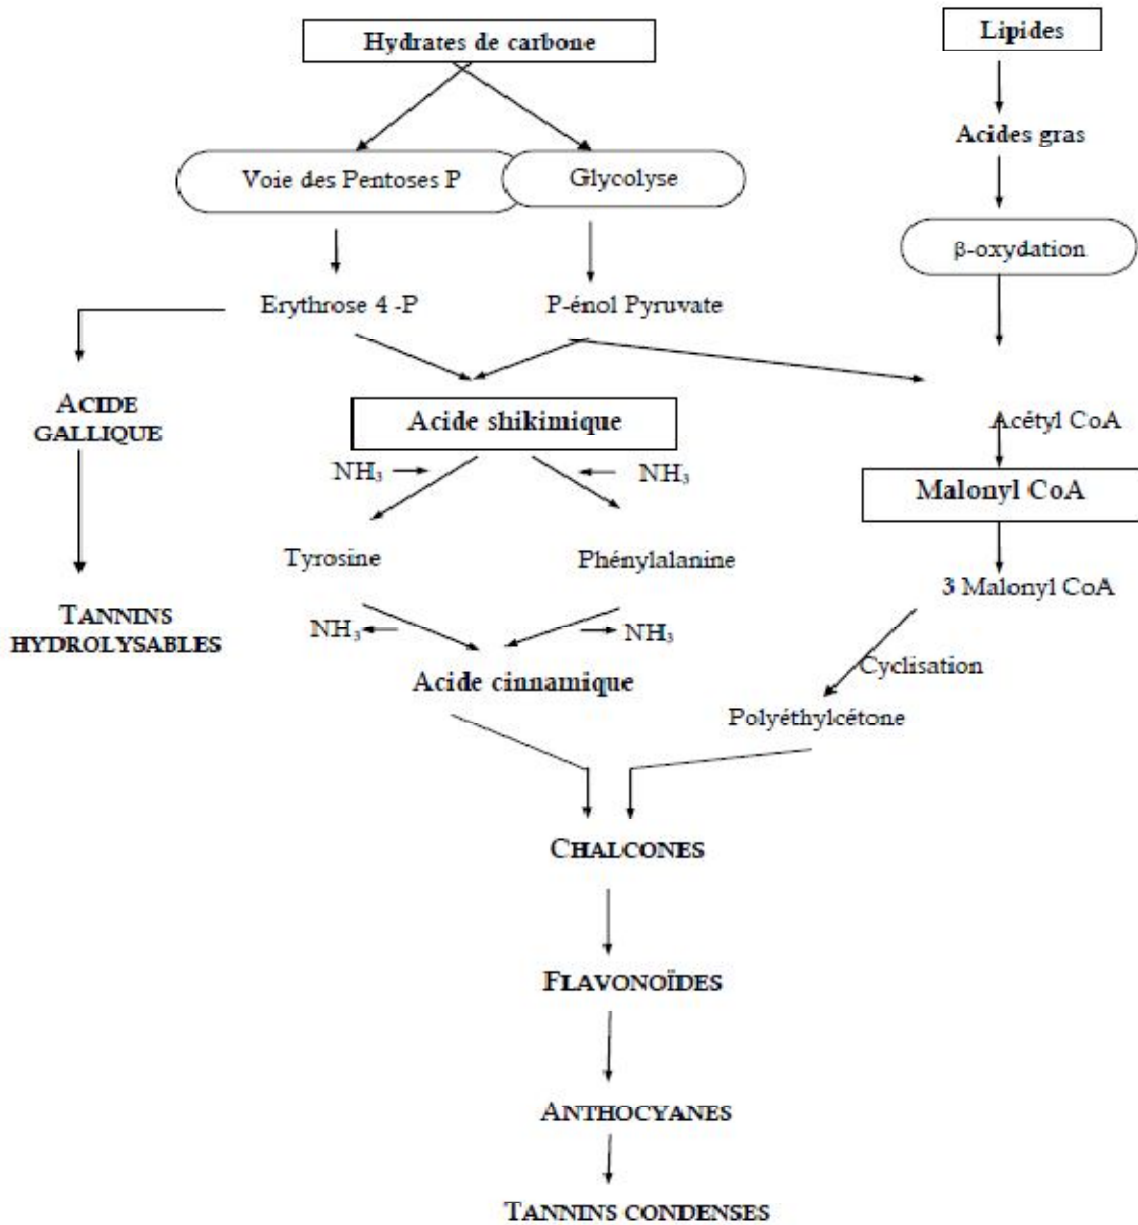 Hydrates de carbone
Lipides
Acides gras
Voie des Pentoses P
Glycolyse
β-oxydation
Erythrose 4 -P
P-énol Pyruvate
ACIDE
GALLIQUE
Acide shikimique
Acétyl CoA
NH₃
NH₃
Malonyl CoA
Tyrosine
Phénylalanine
3 Malonyl CoA
TANNINS
HYDROLYSABLES
NH₃
NH₃
Cyclisation
Acide cinnamique
Polyéthylcétone
CHALCONES
FLAVONOÏDES
ANTHOCYANES
TANNINS CONDENSES